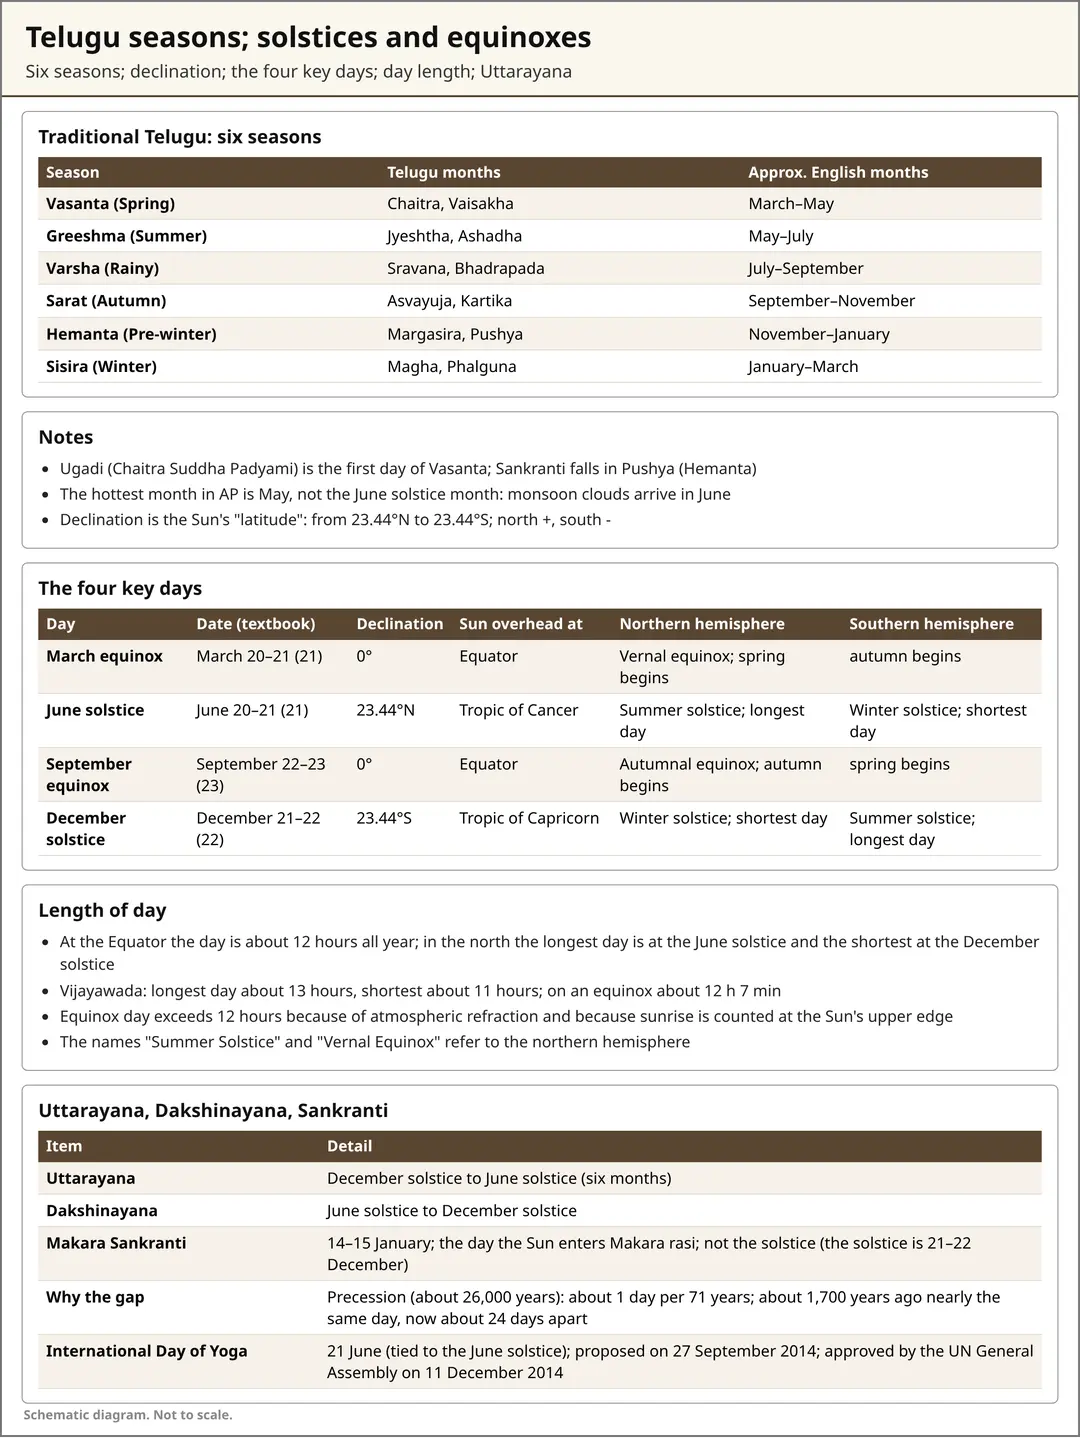 Telugu seasons; solstices and equinoxes
Six seasons; declination; the four key days; day length; Uttarayana
Traditional Telugu: six seasons
Season Telugu months Approx. English months
Vasanta (Spring) Chaitra, Vaisakha March–May
Greeshma (Summer) Jyeshtha, Ashadha May–July
Varsha (Rainy) Sravana, Bhadrapada July–September
Sarat (Autumn) Asvayuja, Kartika September–November
Hemanta (Pre-winter) Margasira, Pushya November–January
Sisira (Winter) Magha, Phalguna January–March
Notes
• Ugadi (Chaitra Suddha Padyami) is the first day of Vasanta; Sankranti falls in Pushya (Hemanta)
• The hottest month in AP is May, not the June solstice month: monsoon clouds arrive in June
• Declination is the Sun's "latitude": from 23.44°N to 23.44°S; north +, south -
The four key days
Day Date (textbook) Declination Sun overhead at Northern hemisphere Southern hemisphere
March equinox March 20–21 (21) 0° Equator Vernal equinox; spring autumn begins
begins
June solstice June 20–21 (21) 23.44°N Tropic of Cancer Summer solstice; longest Winter solstice; shortest
day day
September September 22–23 0° Equator Autumnal equinox; autumn spring begins
equinox (23) begins
December December 21–22 23.44°S Tropic of Capricorn Winter solstice; shortest day Summer solstice;
solstice (22) longest day
Length of day
• At the Equator the day is about 12 hours all year; in the north the longest day is at the June solstice and the shortest at the December
solstice
• Vijayawada: longest day about 13 hours, shortest about 11 hours; on an equinox about 12 h 7 min
• Equinox day exceeds 12 hours because of atmospheric refraction and because sunrise is counted at the Sun's upper edge
• The names "Summer Solstice" and "Vernal Equinox" refer to the northern hemisphere
Uttarayana, Dakshinayana, Sankranti
Item Detail
Uttarayana December solstice to June solstice (six months)
Dakshinayana June solstice to December solstice
Makara Sankranti 14–15 January; the day the Sun enters Makara rasi; not the solstice (the solstice is 21–22
December)
Why the gap Precession (about 26,000 years): about 1 day per 71 years; about 1,700 years ago nearly the
same day, now about 24 days apart
International Day of Yoga 21 June (tied to the June solstice); proposed on 27 September 2014; approved by the UN General
Assembly on 11 December 2014
Schematic diagram. Not to scale.